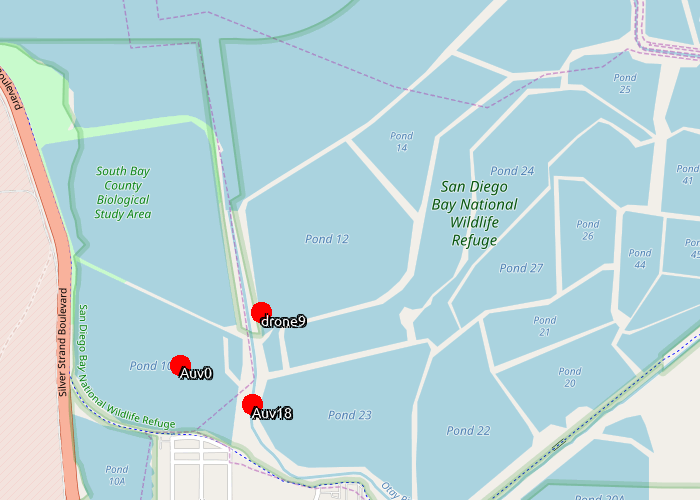 Pond
25
Pond
14
South Bay
County
Biological
Study Area
Pond 24
Pond
41
San Diego
Bay National
Wildlife
Refuge
Pond 12
Pond
26
Pond
44
Pond 27
drone9
Pond
21
Silver Strand Boulevard
San Diego Bay National Wildlife Refuge
Auv0
Pond
20
Auv18
Pond 23
Pond 22
Pond
10A
Pond 20A
Otay